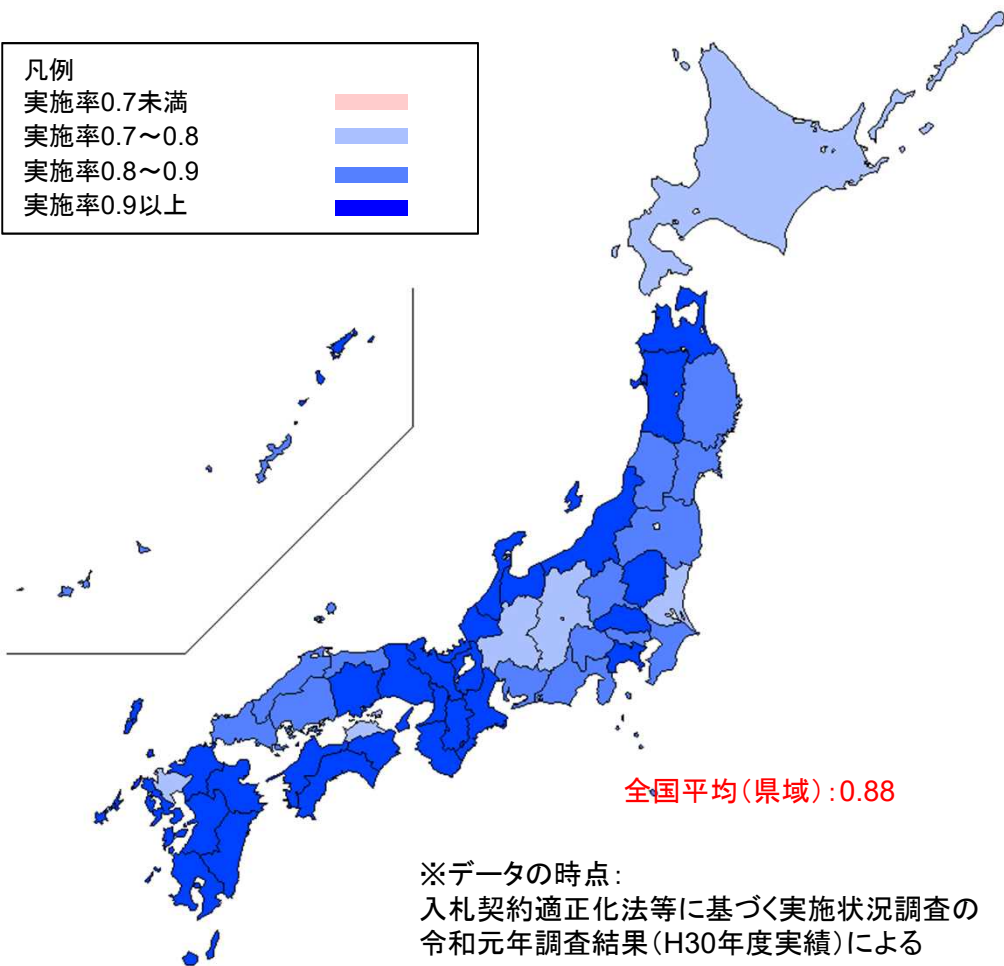 凡例
実施率0.7未満
実施率0.7～0.8
実施率0.8～0.9
実施率0.9以上
全国平均（県域）：0.88
※データの時点：
入札契約適正化法等に基づく実施状況調査の
令和元年調査結果（H30年度実績）による